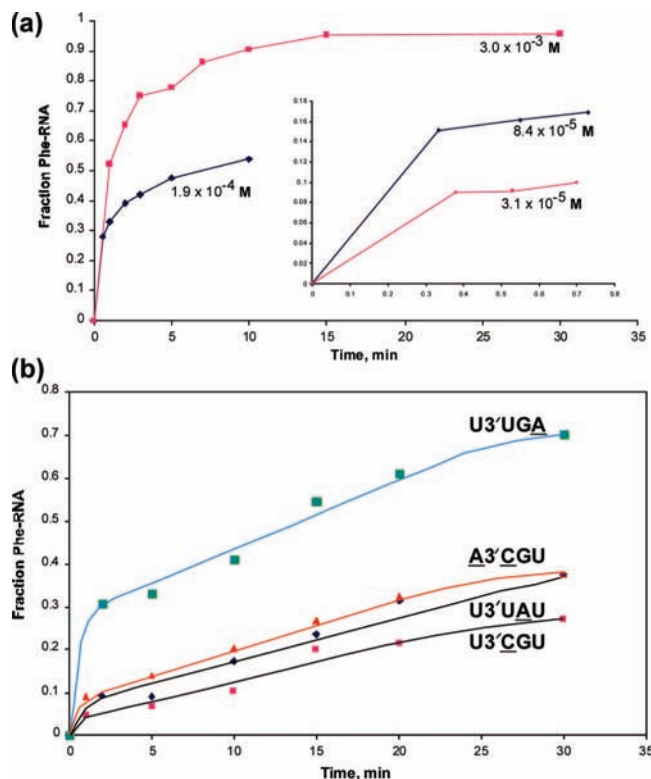 (a)
Fraction Phe-RNA
1
0.9
0.8
0.7
0.6
0.5
0.4
0.3
0.2
0.1
0
3.0 x 10⁻³ M
1.9 x 10⁻⁴ M
0.18
0.16
0.14
0.12
0.1
0.08
0.06
0.04
0.02
0
8.4 x 10⁻⁵ M
3.1 x 10⁻⁵ M
0 0.1 0.2 0.3 0.4 0.5 0.6 0.7 0.8
0 5 10 15 20 25 30 35
Time, min
(b)
Fraction Phe-RNA
0.8
0.7
0.6
0.5
0.4
0.3
0.2
0.1
0
U3′UGA
A3′CGU
U3′UAU
U3′CGU
0 5 10 15 20 25 30 35
Time, min